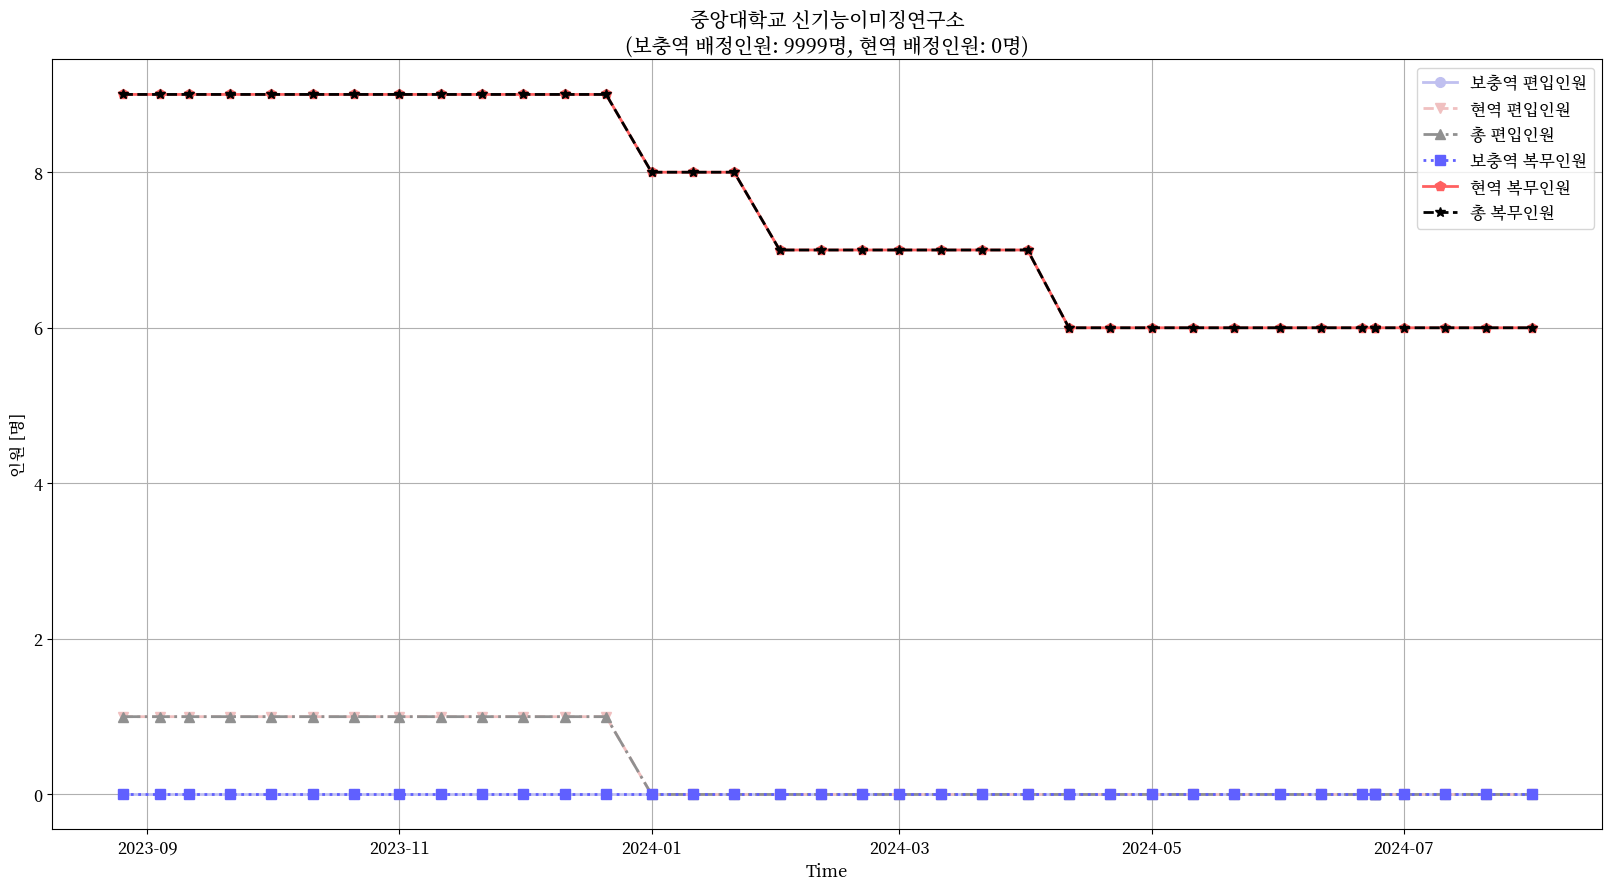 중앙대학교 신기능이미징연구소
(보충역 배정인원: 9999명, 현역 배정인원: 0명)
보충역 편입인원
현역 편입인원
총 편입인원
보충역 복무인원
현역 복무인원
총 복무인원
인원 [명]
8
6
4
2
0
2023-09
2023-11
2024-01
2024-03
2024-05
2024-07
Time